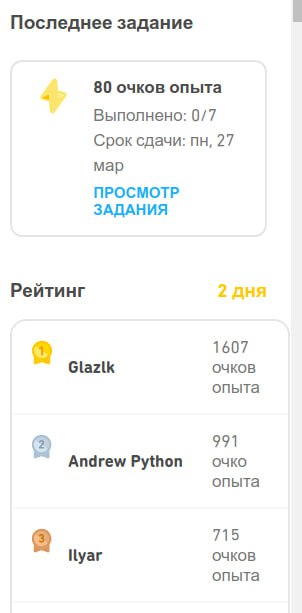 Последнее задание
80 очков опыта
Выполнено: 0/7
Срок сдачи: пн, 27
мар
ПРОСМОТР
ЗАДАНИЯ
Рейтинг 2 дня
1
Glazlk
1607
очков
опыта
2
Andrew Python
991
очко
опыта
3
Ilyar
715
очков
опыта